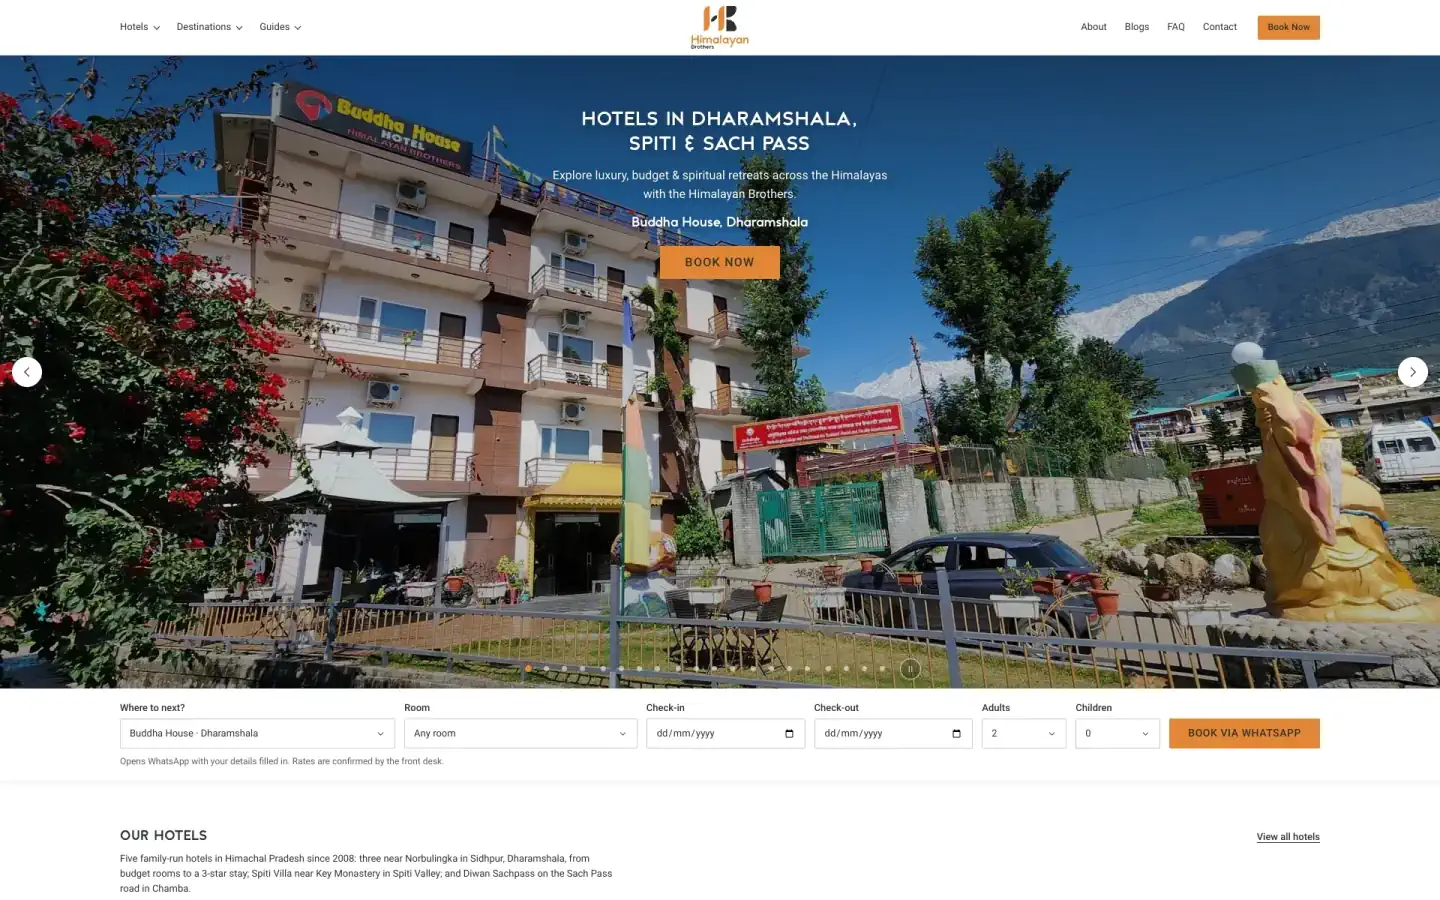 Hotels
Destinations
Guides
Himalayan
Brothers
About
Blogs
FAQ
Contact
Book Now
Buddha House
HOTEL
HIMALAYAN BROTHERS
HOTELS IN DHARAMSHALA,
SPITI & SACH PASS
Explore luxury, budget & spiritual retreats across the Himalayas
with the Himalayan Brothers.
Buddha House, Dharamshala
BOOK NOW
Where to next?
Room
Check-in
Check-out
Adults
Children
Buddha House · Dharamshala
Any room
dd/mm/yyyy
dd/mm/yyyy
2
0
BOOK VIA WHATSAPP
Opens WhatsApp with your details filled in. Rates are confirmed by the front desk.
OUR HOTELS
View all hotels
Five family-run hotels in Himachal Pradesh since 2008: three near Norbulingka in Sidhpur, Dharamshala, from
budget rooms to a 3-star stay; Spiti Villa near Key Monastery in Spiti Valley; and Diwan Sachpass on the Sach Pass
road in Chamba.